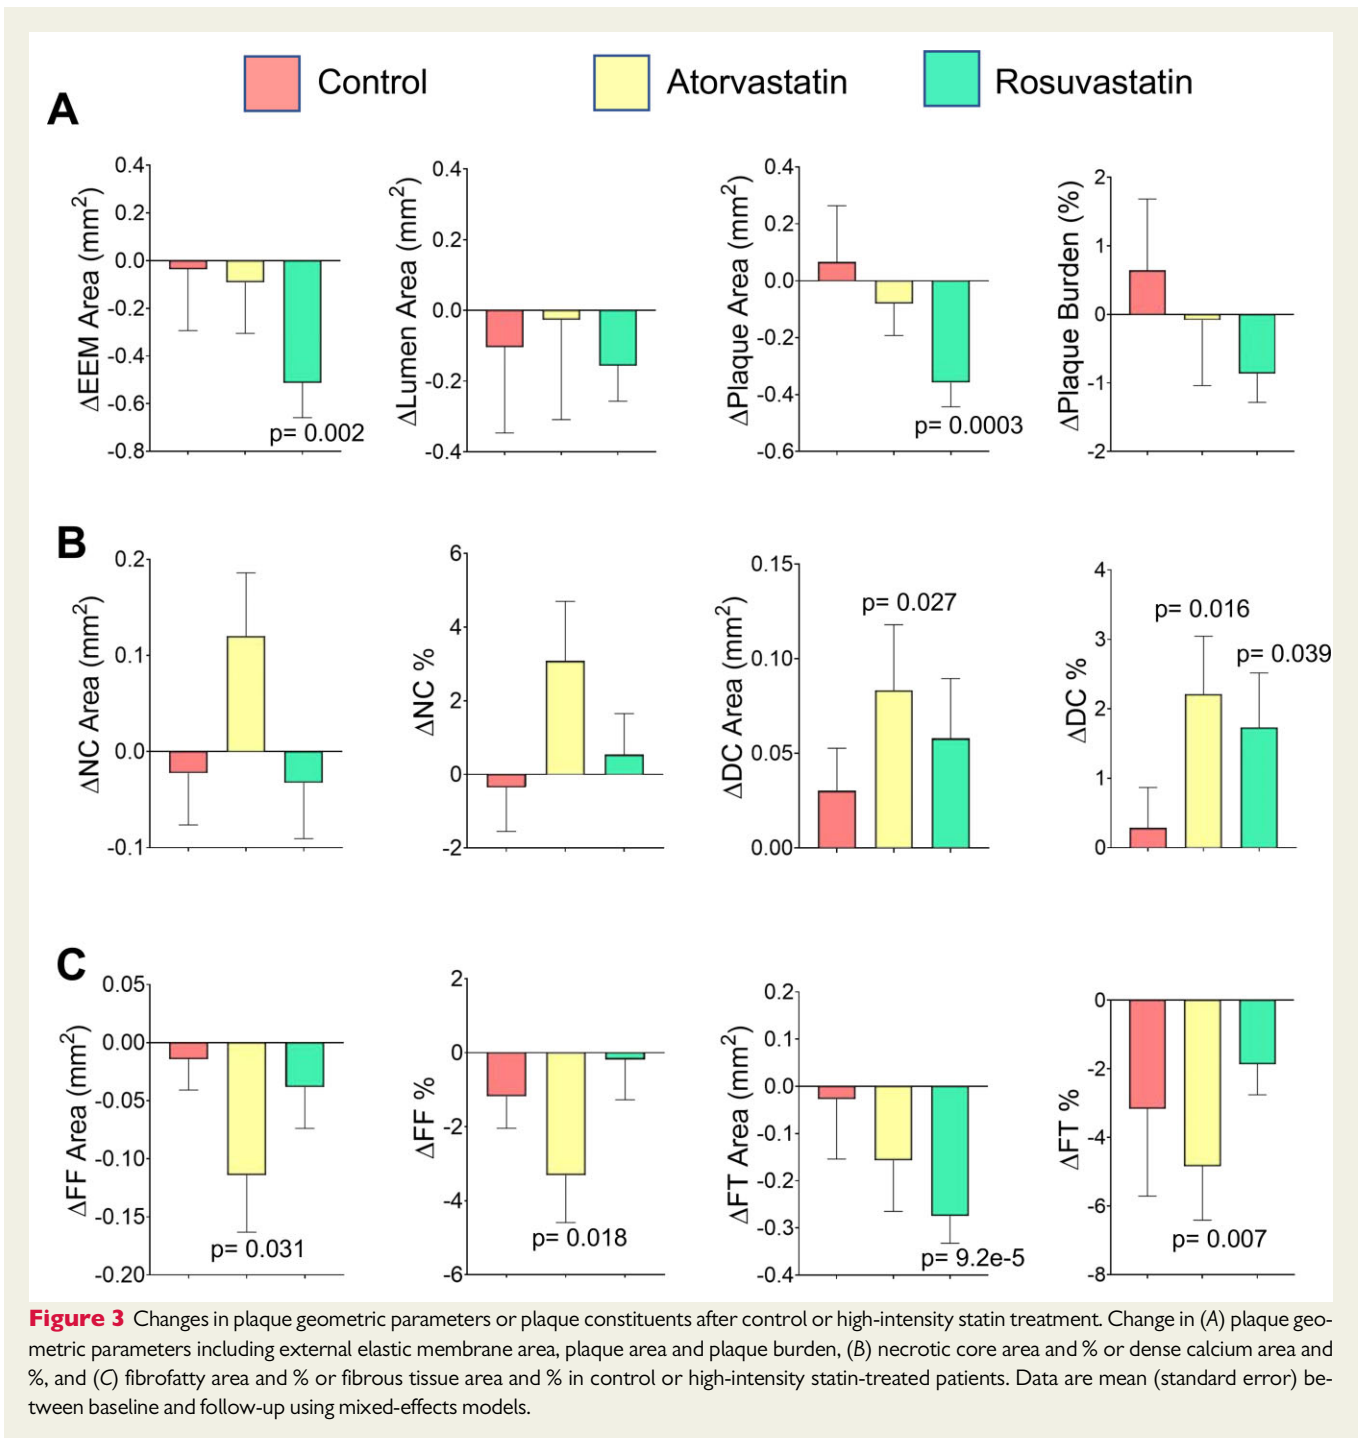 Control Atorvastatin Rosuvastatin
A
ΔEEM Area (mm²)
0.4
0.2
0.0
-0.2
-0.4
-0.6
-0.8
p= 0.002
ΔLumen Area (mm²)
0.4
0.2
0.0
-0.2
-0.4
ΔPlaque Area (mm²)
0.4
0.2
0.0
-0.2
-0.4
-0.6
p= 0.0003
ΔPlaque Burden (%)
2
1
0
-1
-2
B
ΔNC Area (mm²)
0.2
0.1
0.0
-0.1
ΔNC %
6
4
2
0
-2
ΔDC Area (mm²)
0.15
0.10
0.05
0.00
p= 0.027
ΔDC %
4
3
2
1
0
p= 0.016
p= 0.039
C
ΔFF Area (mm²)
0.05
0.00
-0.05
-0.10
-0.15
-0.20
p= 0.031
ΔFF %
2
0
-2
-4
-6
p= 0.018
ΔFT Area (mm²)
0.2
0.1
0.0
-0.1
-0.2
-0.3
-0.4
p= 9.2e-5
ΔFT %
0
-2
-4
-6
-8
p= 0.007
Figure 3 Changes in plaque geometric parameters or plaque constituents after control or high-intensity statin treatment. Change in (A) plaque geo-
metric parameters including external elastic membrane area, plaque area and plaque burden, (B) necrotic core area and % or dense calcium area and
%, and (C) fibrofatty area and % or fibrous tissue area and % in control or high-intensity statin-treated patients. Data are mean (standard error) be-
tween baseline and follow-up using mixed-effects models.